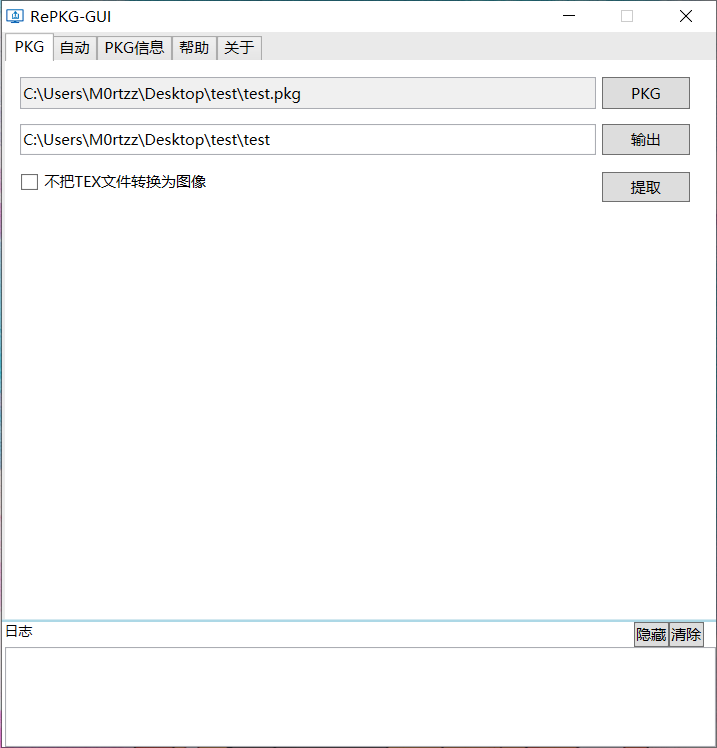 RePKG-GUI
PKG 自动 PKG信息 帮助 关于
C:\Users\M0rtzz\Desktop\test\test.pkg PKG
C:\Users\M0rtzz\Desktop\test\test 输出
不把TEX文件转换为图像 提取
日志 隐藏 清除